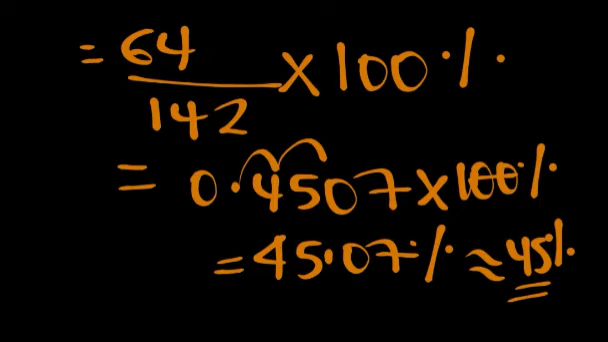 = 64/142 × 100%.
= 0.4507 × 100%
= 45.07% ≈ 45%